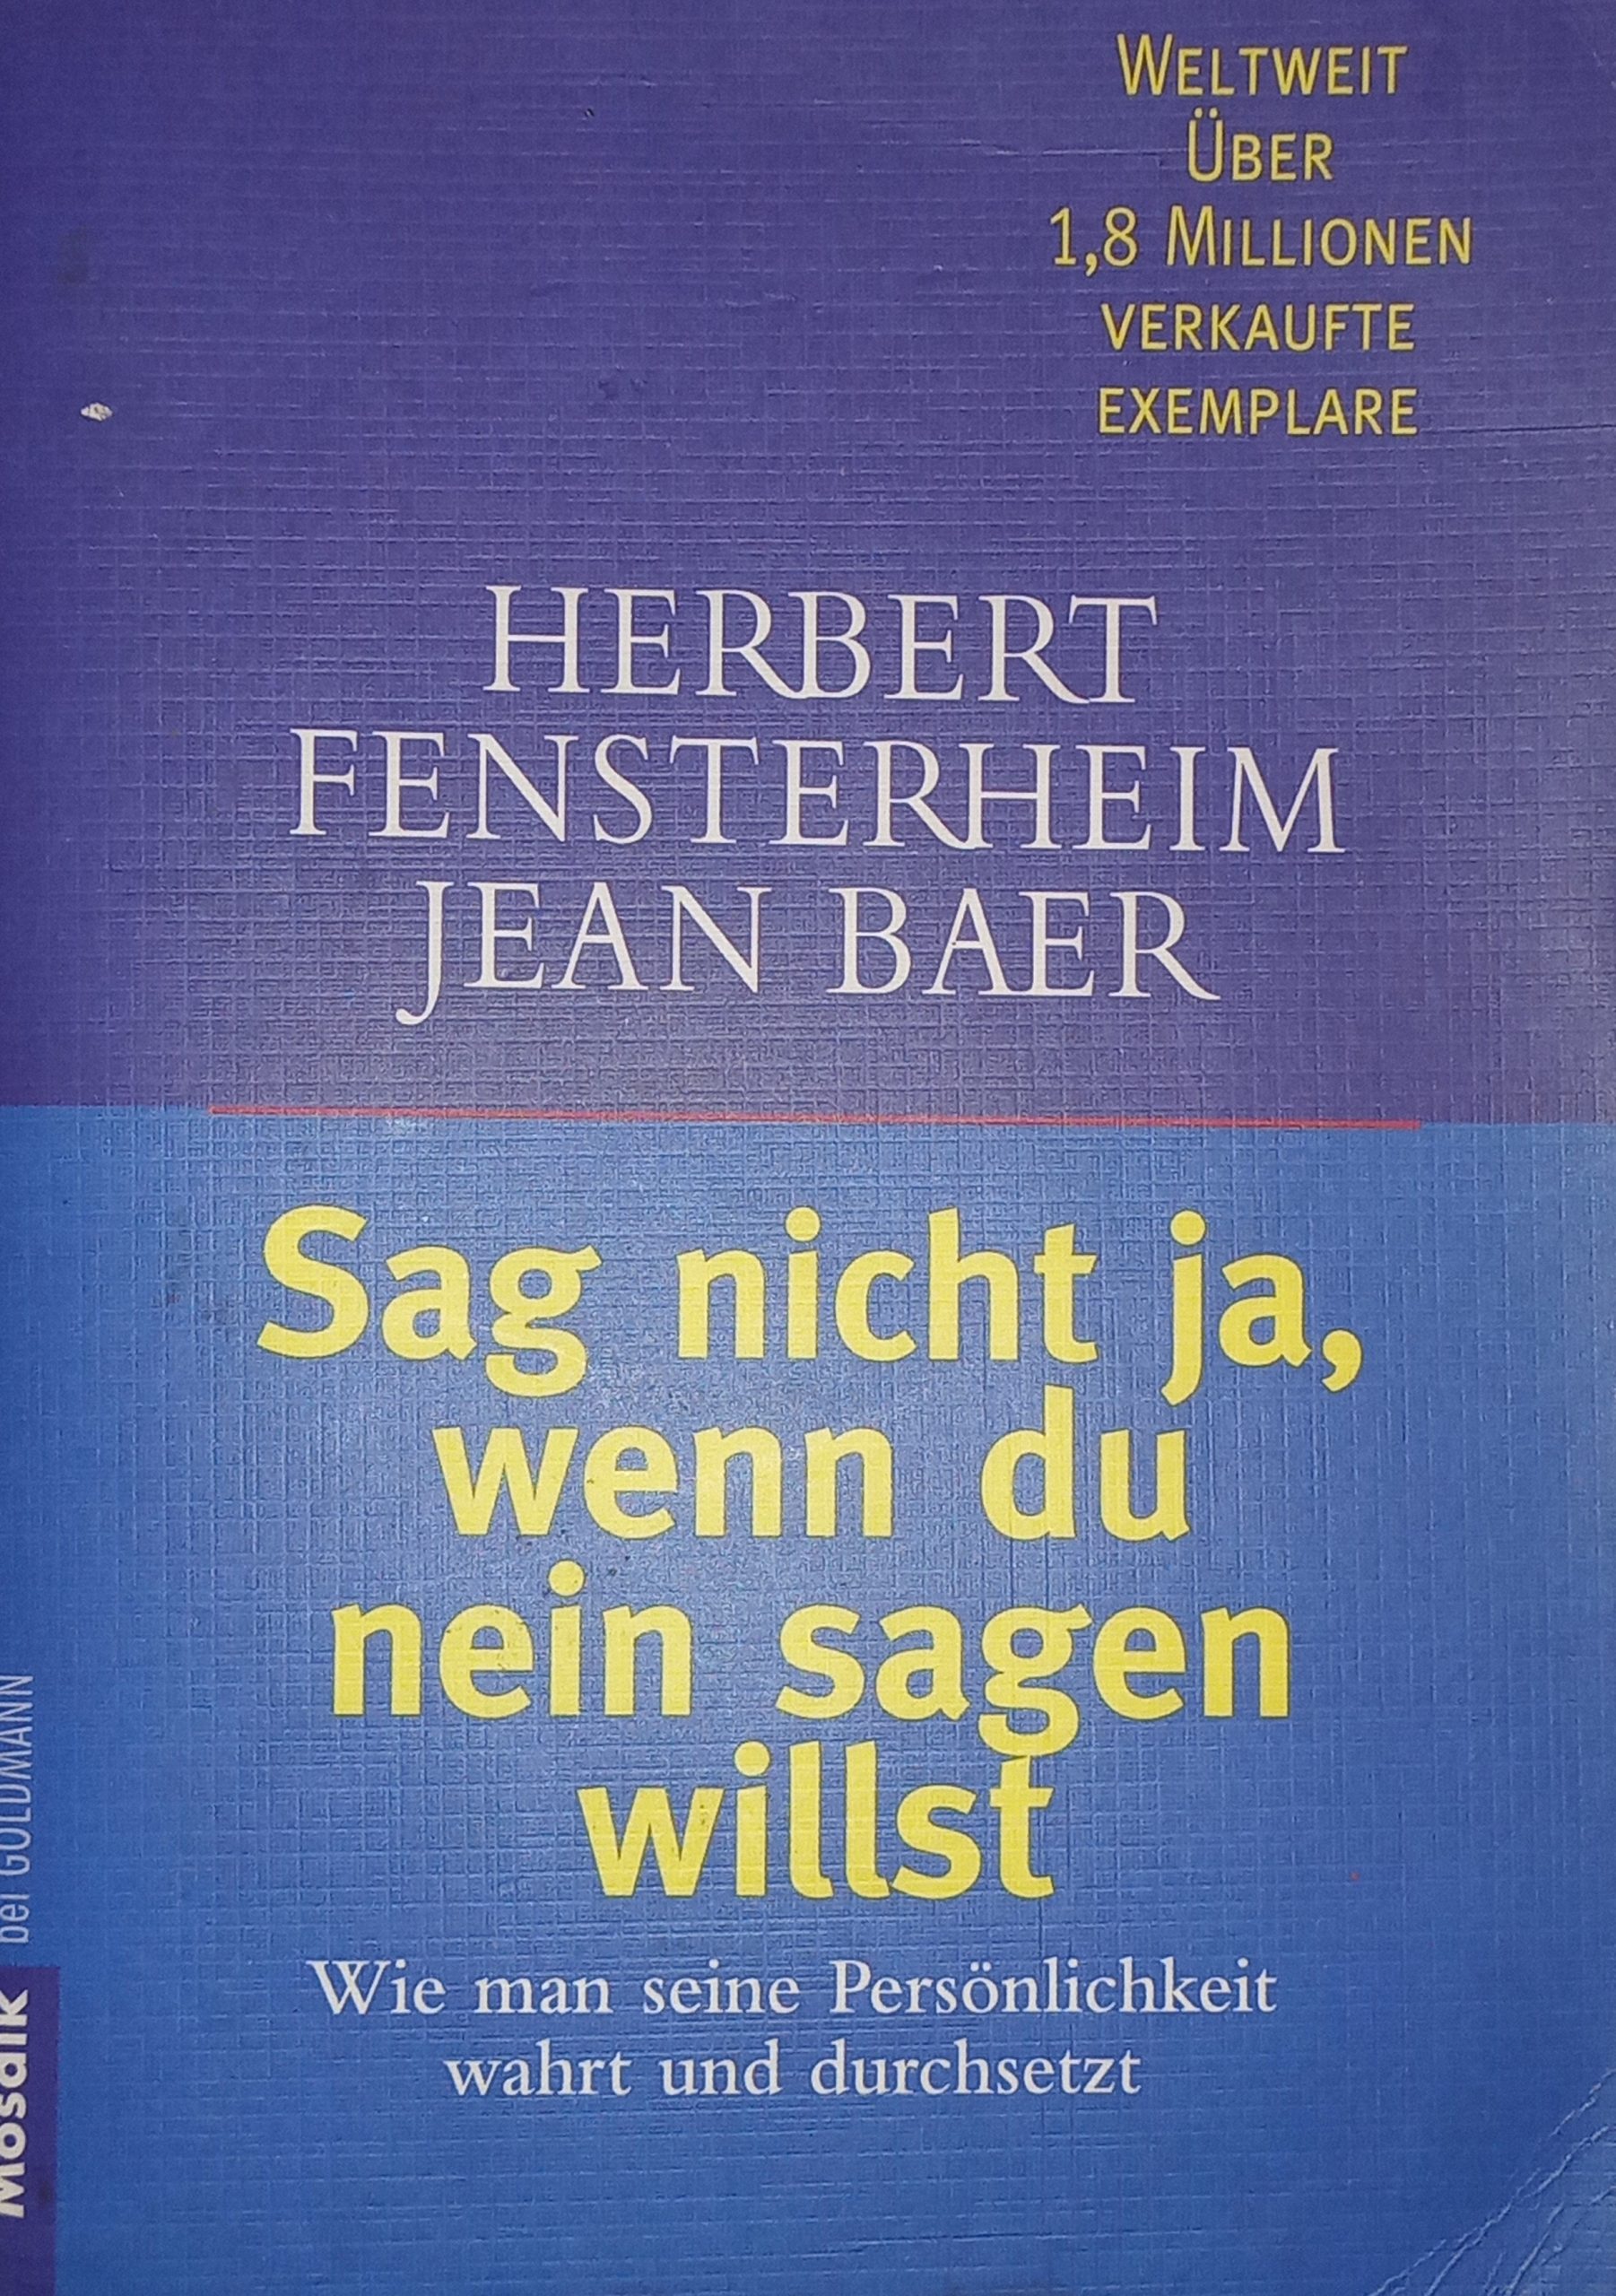 WELTWEIT
ÜBER
1,8 MILLIONEN
VERKAUFTE
EXEMPLARE
HERBERT
FENSTERHEIM
JEAN BAER
Sag nicht ja,
wenn du
nein sagen
willst
Wie man seine Persönlichkeit
wahrt und durchsetzt
Mosaik bei GOLDMANN